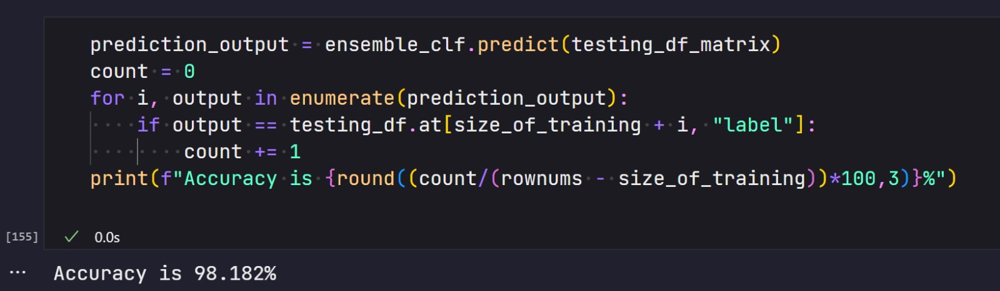 prediction_output = ensemble_clf.predict(testing_df_matrix)
count = 0
for i, output in enumerate(prediction_output):
    if output == testing_df.at[size_of_training + i, "label"]:
        count += 1
print(f"Accuracy is {round((count/(rownums - size_of_training))*100,3)}%")
[155] ✓ 0.0s
... Accuracy is 98.182%